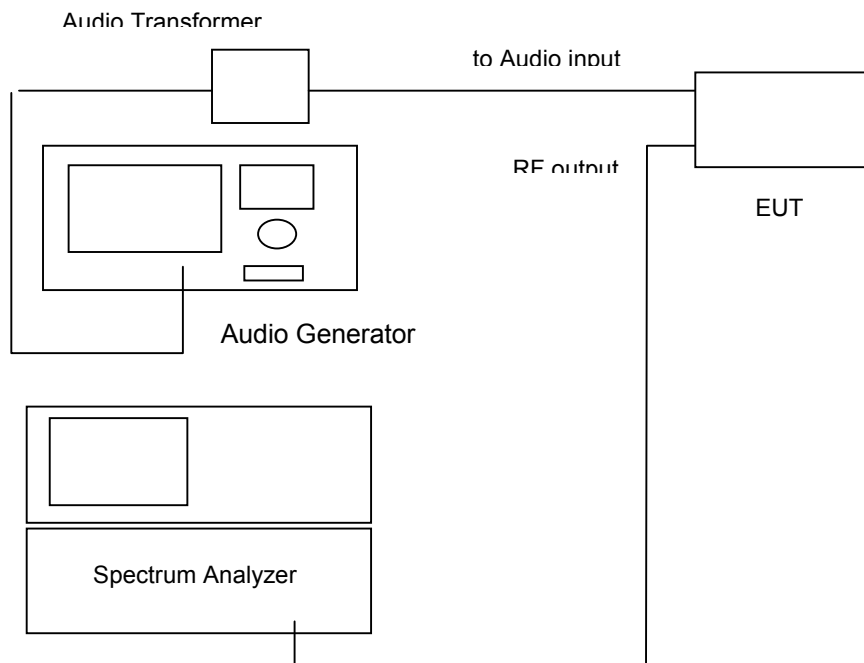 Audio Transformer
to Audio input
RF output
EUT
Audio Generator
Spectrum Analyzer